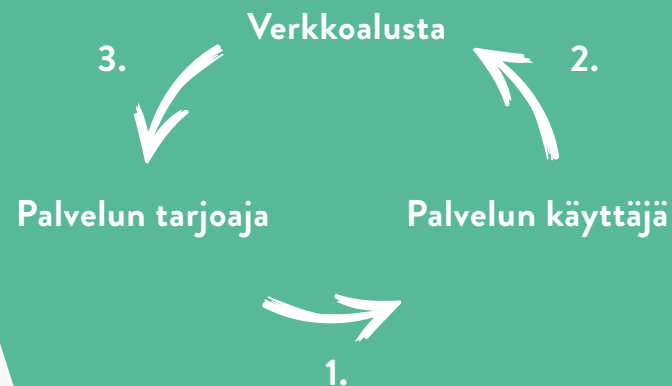 Verkkoalusta
3.
2.
Palvelun tarjoaja
Palvelun käyttäjä
1.